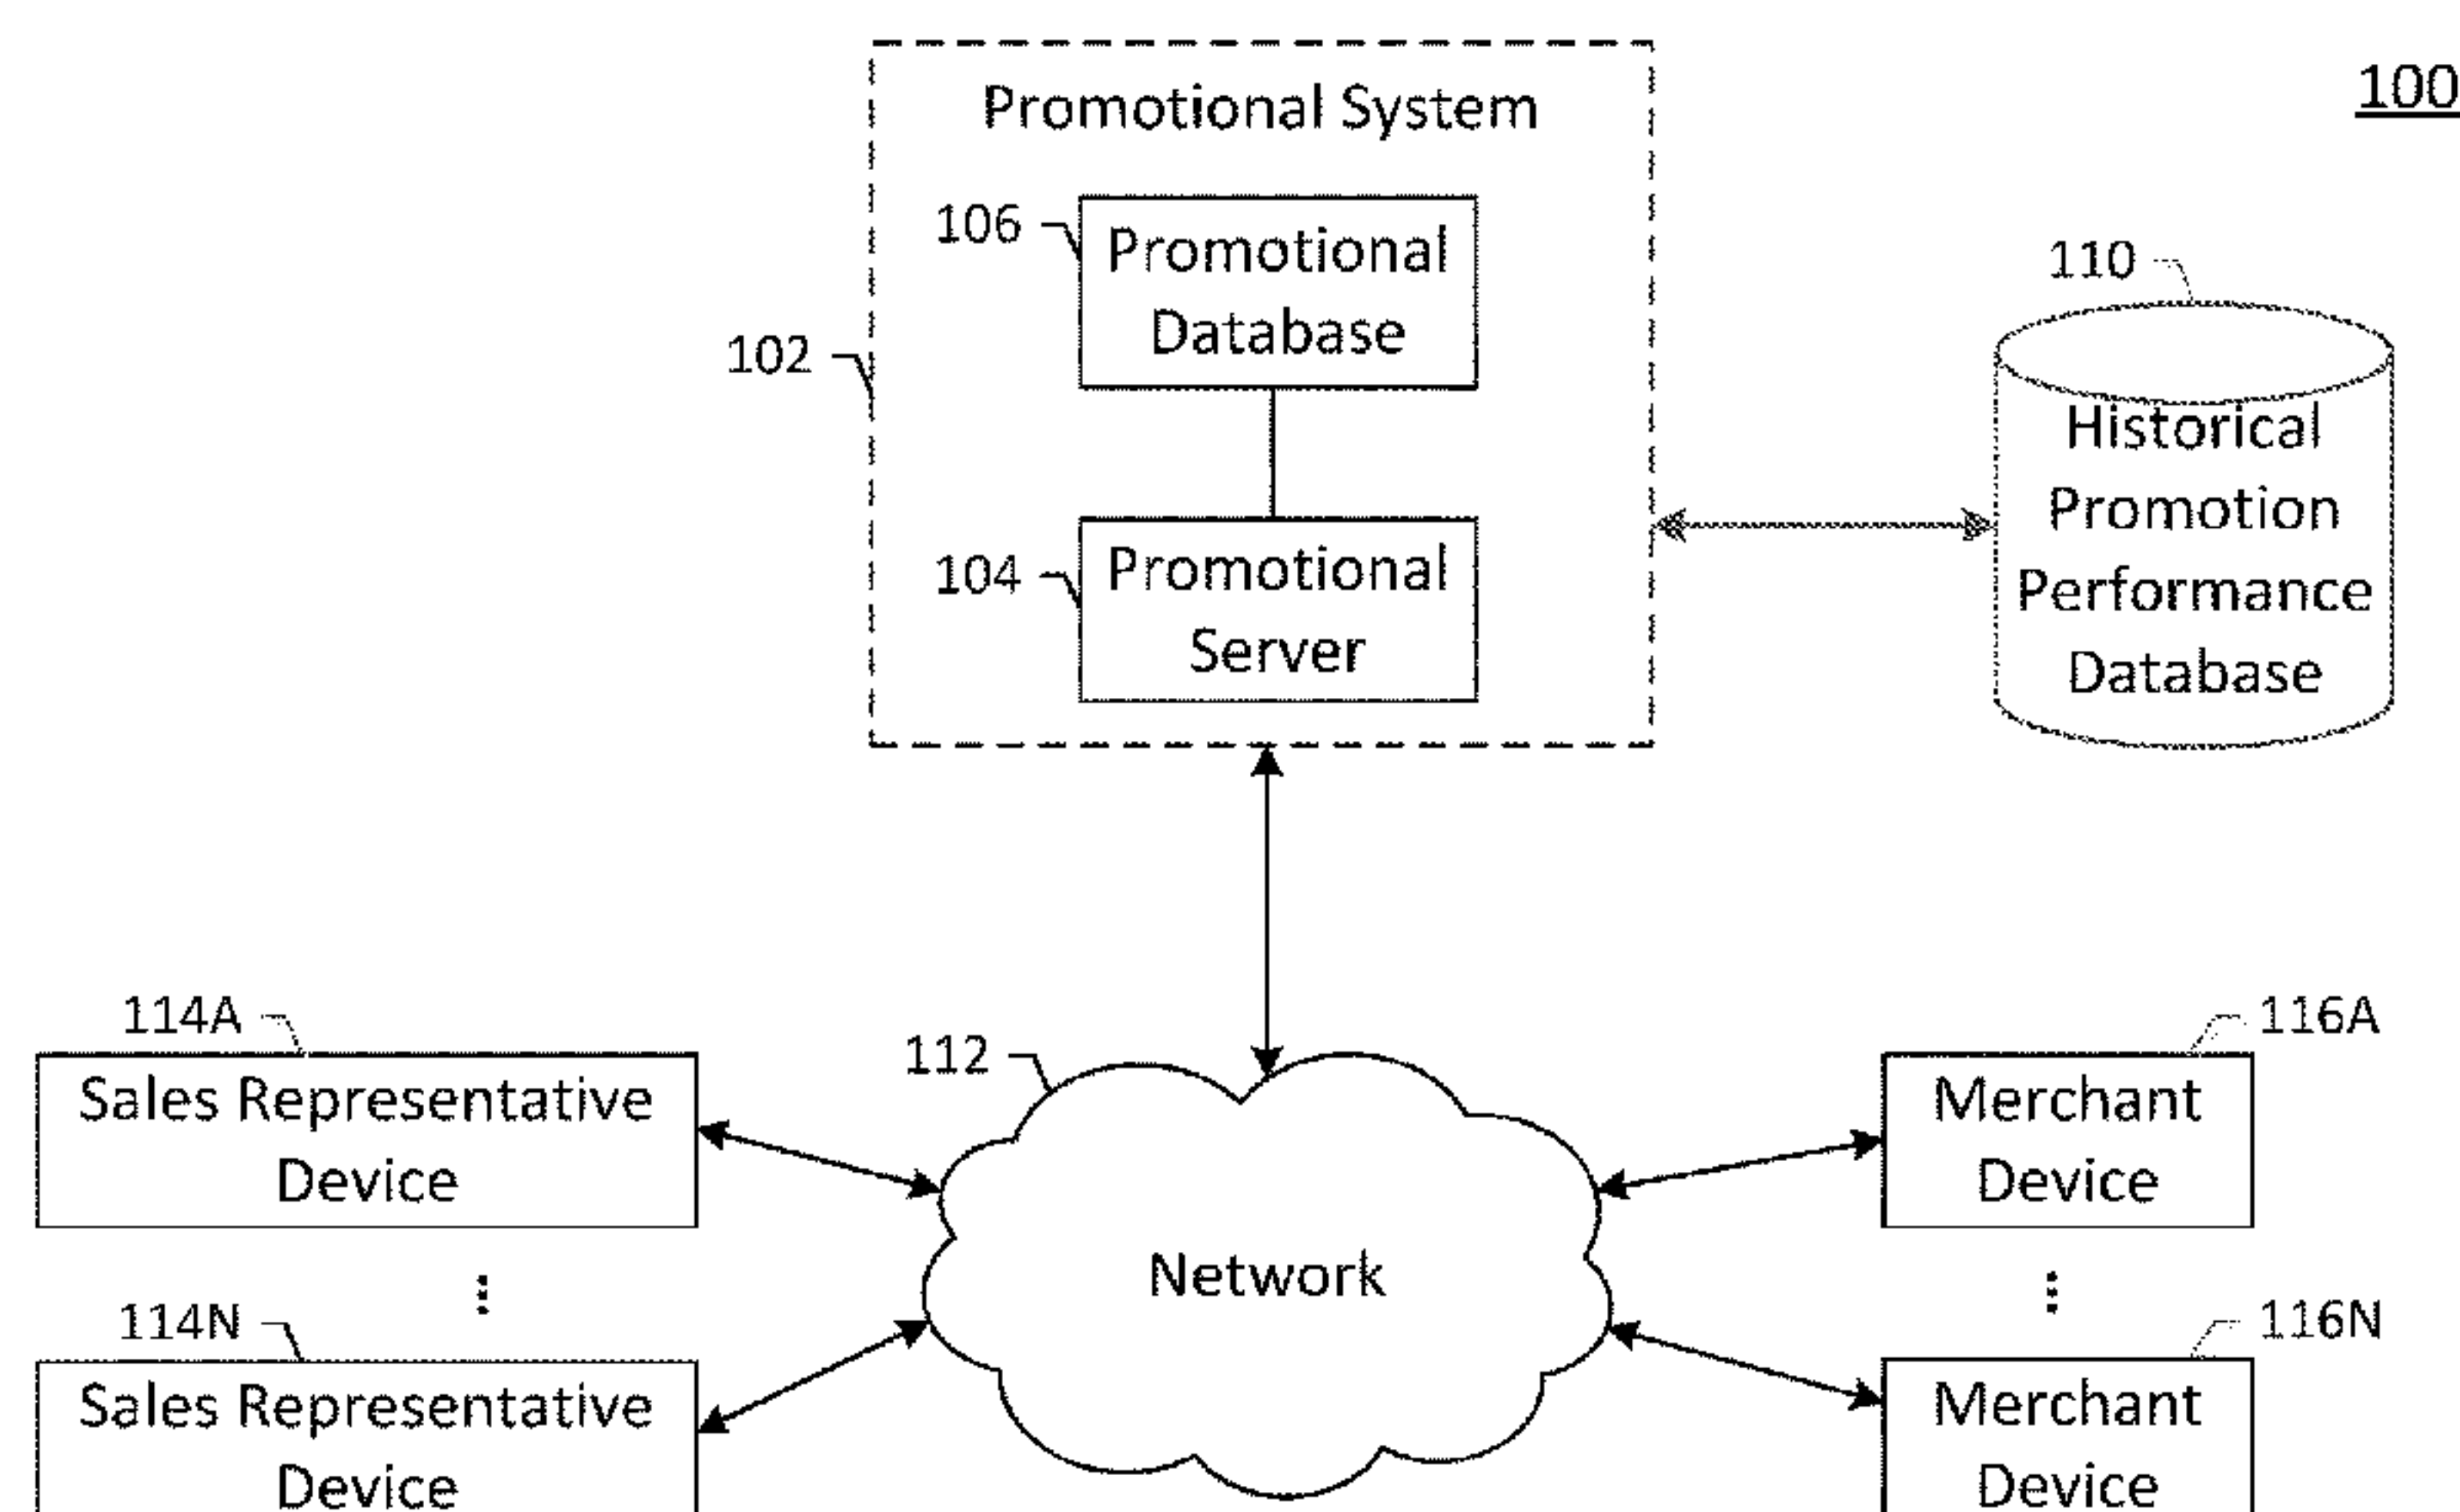 100
Promotional System
106
Promotional
Database
102
104
Promotional
Server
110
Historical
Promotion
Performance
Database
114A
Sales Representative
Device
114N
Sales Representative
Device
112
Network
116A
Merchant
Device
116N
Merchant
Device